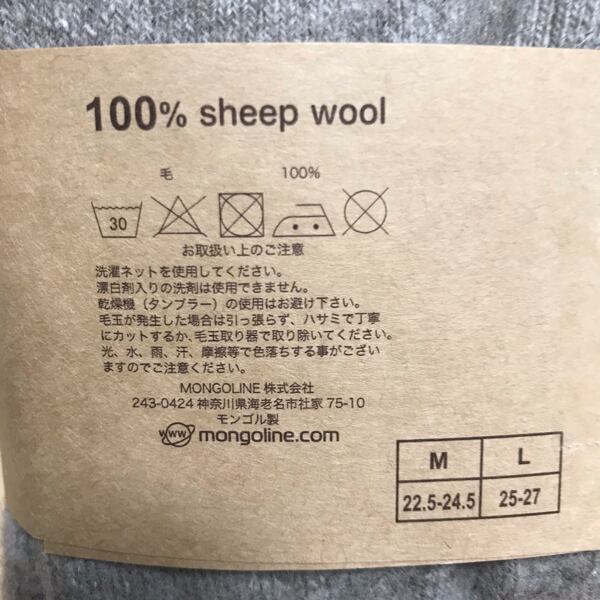 100% sheep wool
毛 100%
30
お取扱い上のご注意
洗濯ネットを使用してください。
漂白剤入りの洗剤は使用できません。
乾燥機（タンブラー）の使用はお避け下さい。
毛玉が発生した場合は引っ張らず、ハサミで丁寧
にカットするか、毛玉取り器で取り除いてください。
光、水、雨、汗、摩擦等で色落ちする事がござい
ますのでご注意ください。
MONGOLINE 株式会社
243-0424 神奈川県海老名市社家 75-10
モンゴル製
www mongoline.com
M L
22.5-24.5 25-27